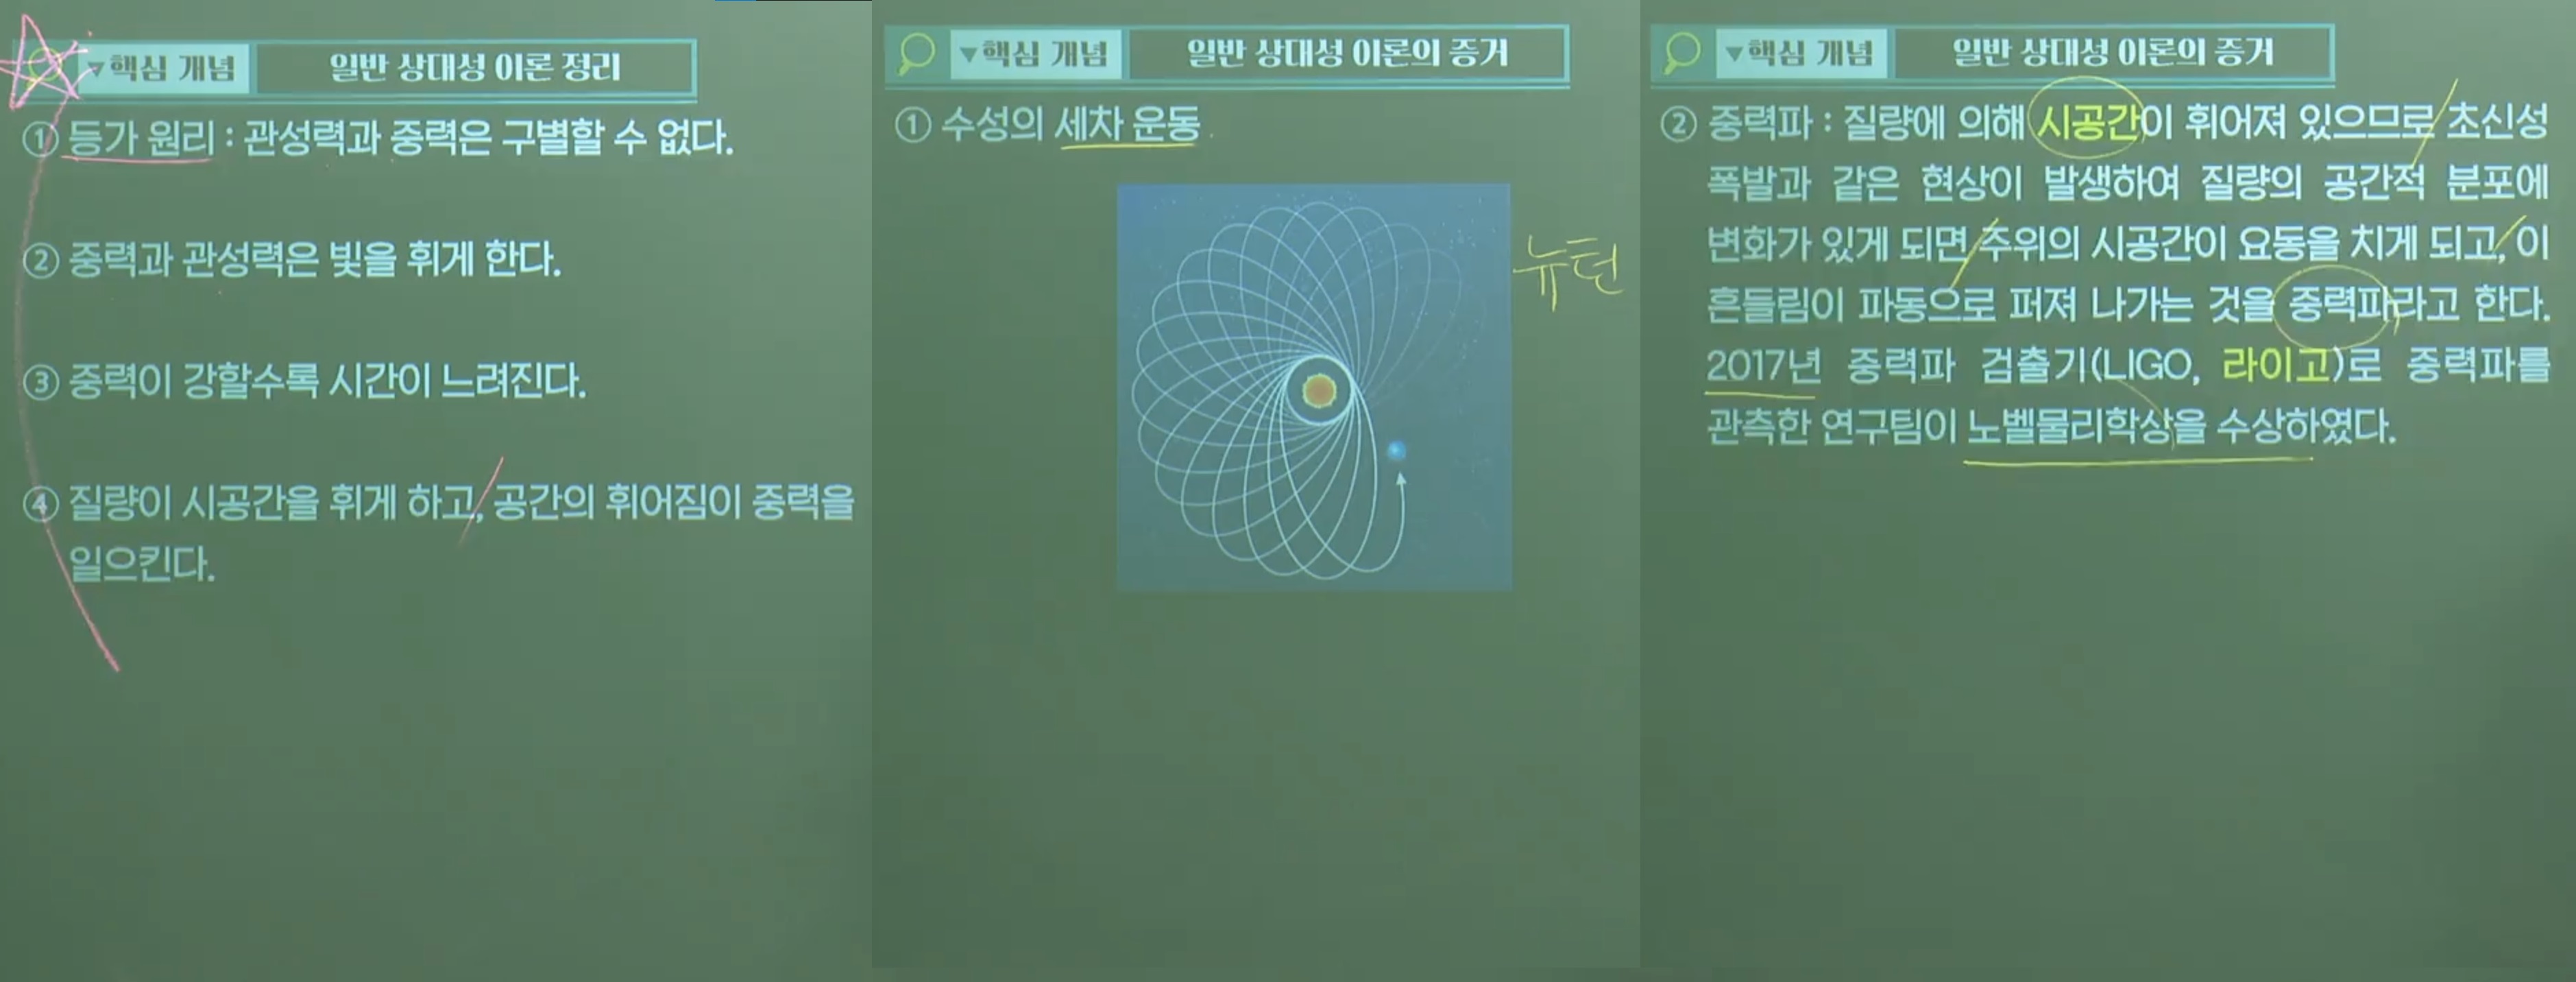 핵심 개념 일반 상대성 이론 정리
① 등가 원리 : 관성력과 중력은 구별할 수 없다.
② 중력과 관성력은 빛을 휘게 한다.
③ 중력이 강할수록 시간이 느려진다.
④ 질량이 시공간을 휘게 하고, 공간의 휘어짐이 중력을
일으킨다.
핵심 개념 일반 상대성 이론의 증거
① 수성의 세차 운동
뉴턴
핵심 개념 일반 상대성 이론의 증거
② 중력파 : 질량에 의해 시공간이 휘어져 있으므로 초신성
폭발과 같은 현상이 발생하여 질량의 공간적 분포에
변화가 있게 되면 주위의 시공간이 요동을 치게 되고, 이
흔들림이 파동으로 퍼져 나가는 것을 중력파라고 한다.
2017년 중력파 검출기(LIGO, 라이고)로 중력파를
관측한 연구팀이 노벨물리학상을 수상하였다.